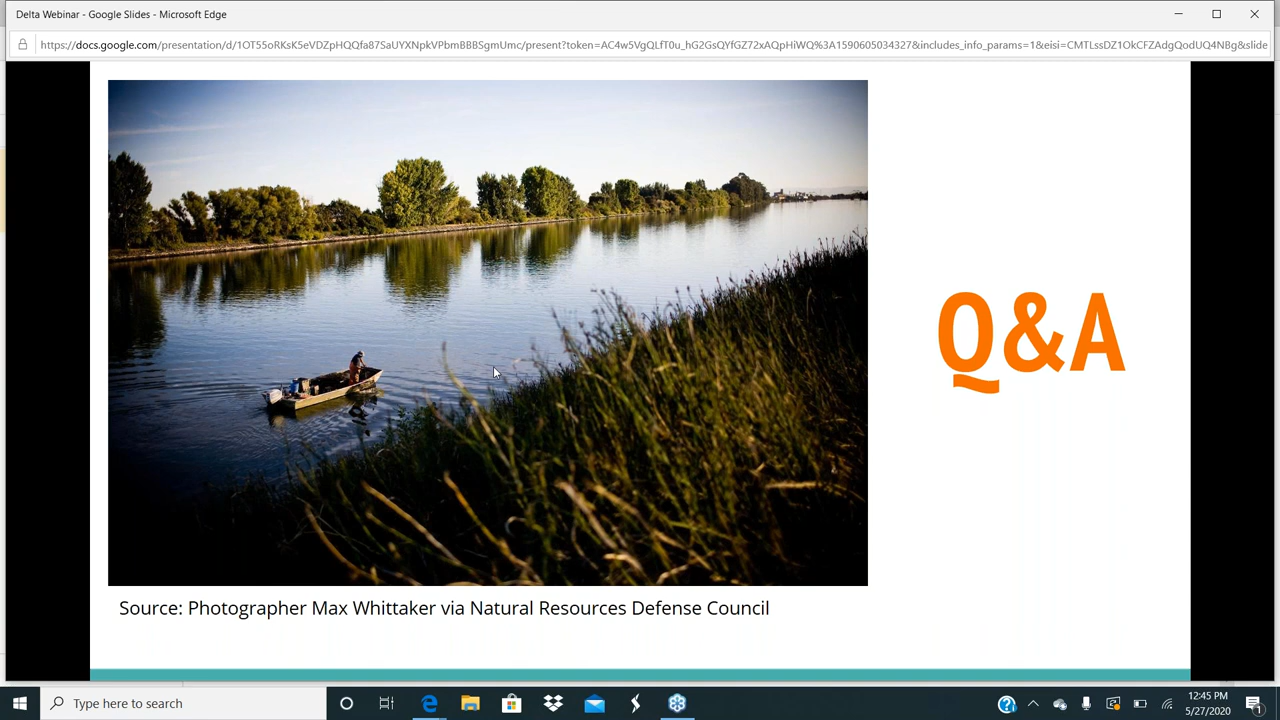 Delta Webinar - Google Slides - Microsoft Edge
https://docs.google.com/presentation/d/1OT55oRKsK5eVDZpHQQfa87SaUYXNpkVPbmBBBSgmUmc/present?token=AC4w5VgQLfT0u_hG2GsQYfGZ72xAQpHiWQ%3A1590605034327&includes_info_params=1&eisi=CMTLssDZ1OkCFZAdgQodUQ4NBg&slide
Q&A
Source: Photographer Max Whittaker via Natural Resources Defense Council
Type here to search
12:45 PM
5/27/2020
1